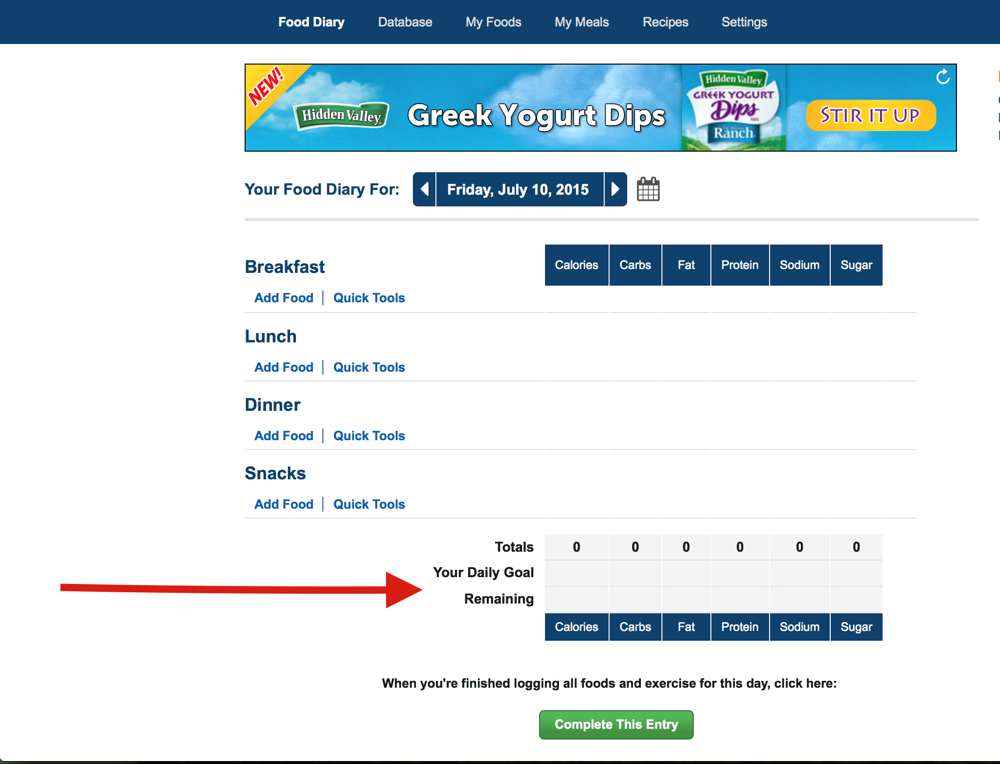 Food Diary Database My Foods My Meals Recipes Settings
NEW!
Hidden Valley
Greek Yogurt Dips
Hidden Valley
GREEK YOGURT
Dips
MIX
Ranch
STIR IT UP
Your Food Diary For: Friday, July 10, 2015
Breakfast Calories Carbs Fat Protein Sodium Sugar
Add Food Quick Tools
Lunch
Add Food Quick Tools
Dinner
Add Food Quick Tools
Snacks
Add Food Quick Tools
Totals 0 0 0 0 0 0
Your Daily Goal
Remaining
Calories Carbs Fat Protein Sodium Sugar
When you're finished logging all foods and exercise for this day, click here:
Complete This Entry